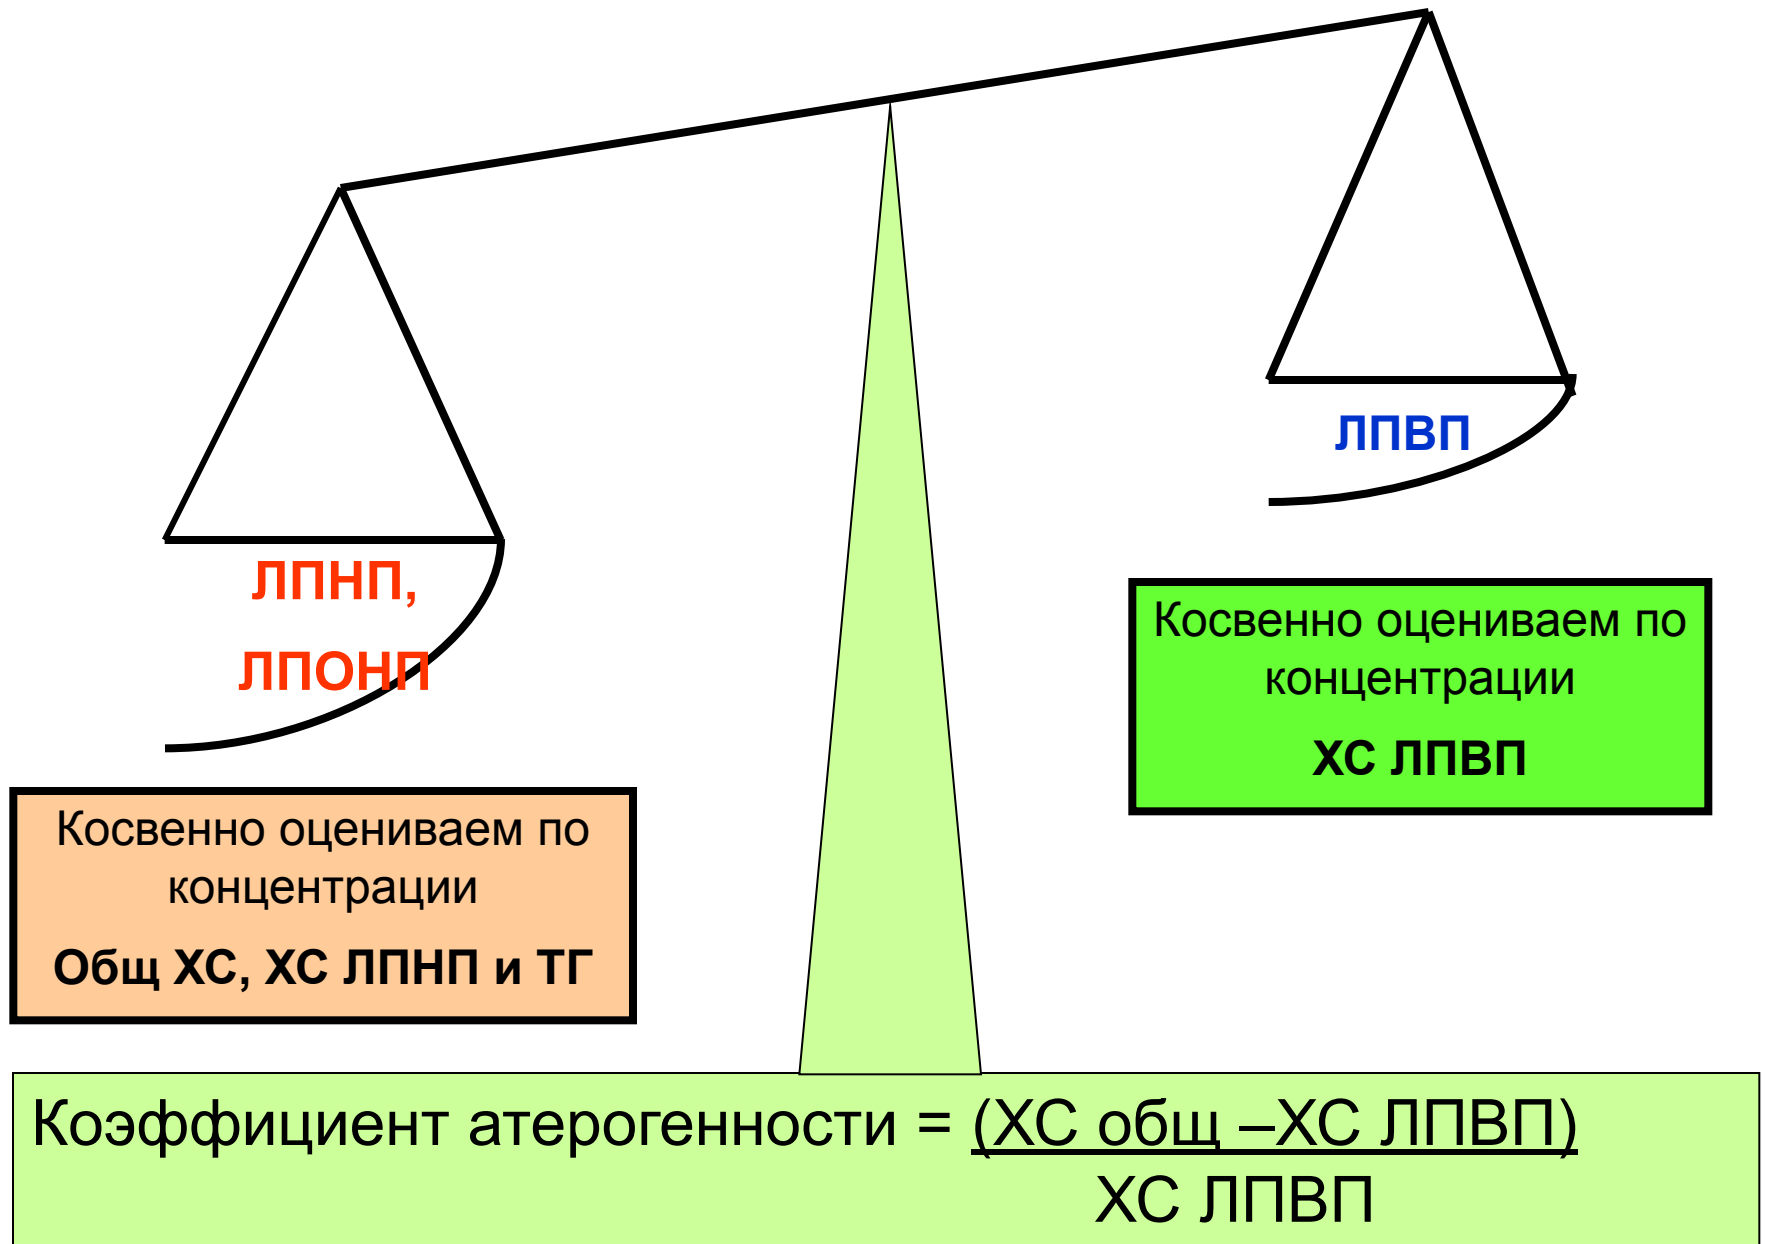 ЛПВП
ЛПНП,
ЛПОНП
Косвенно оцениваем по
концентрации
ХС ЛПВП
Косвенно оцениваем по
концентрации
Общ ХС, ХС ЛПНП и ТГ
Коэффициент атерогенности = (ХС общ –ХС ЛПВП)
ХС ЛПВП